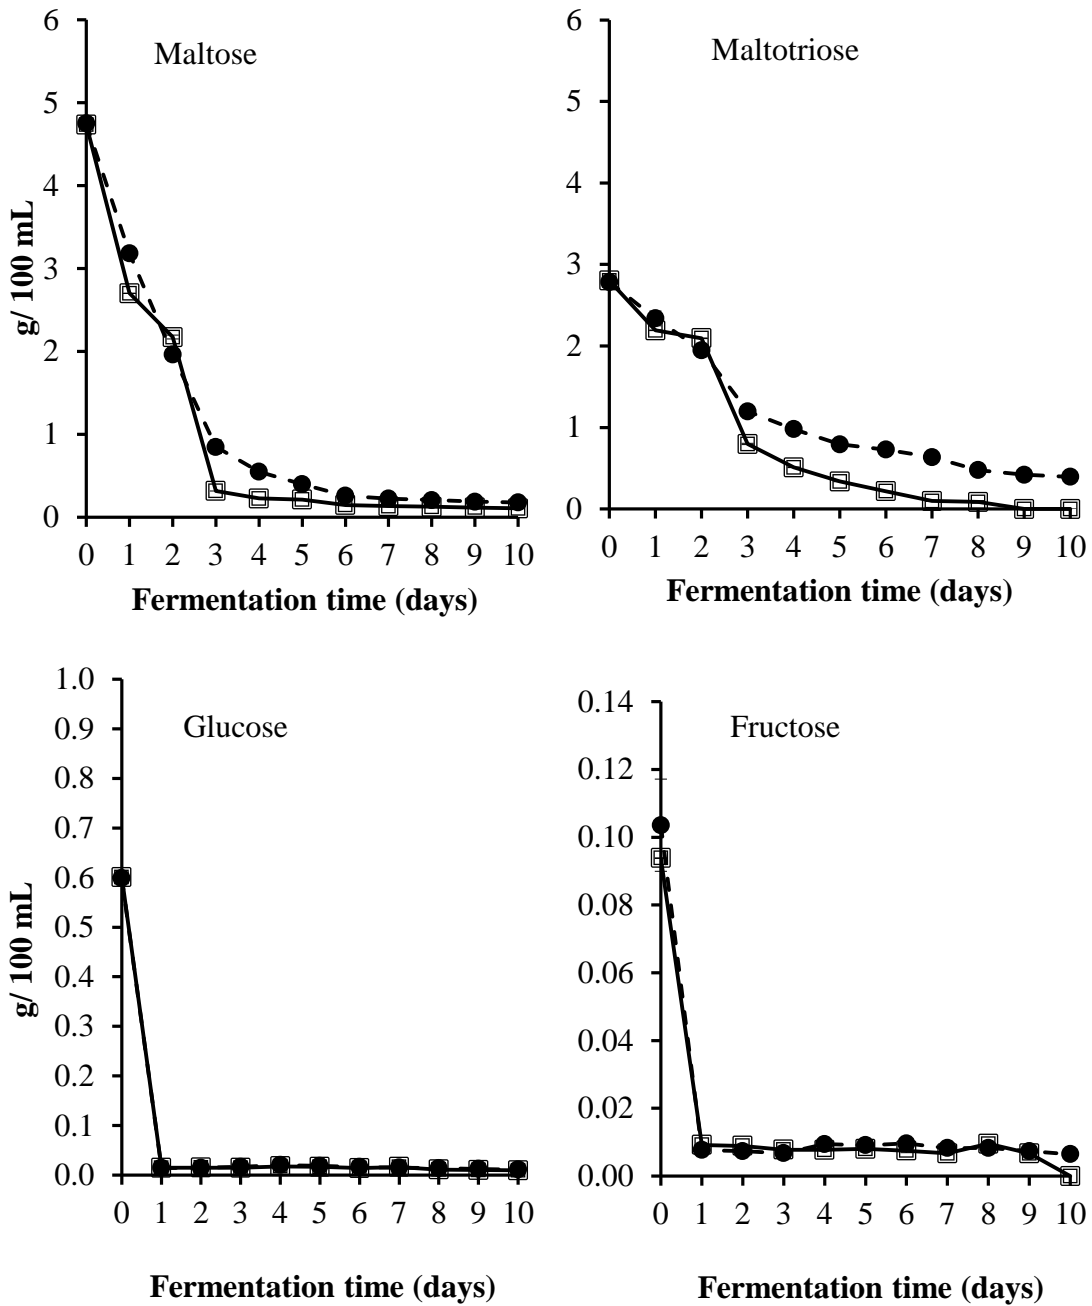 Maltose
6
5
4
3
2
1
0
g/ 100 mL
0 1 2 3 4 5 6 7 8 9 10
Fermentation time (days)
Maltotriose
6
5
4
3
2
1
0
0 1 2 3 4 5 6 7 8 9 10
Fermentation time (days)
Glucose
1.0
0.9
0.8
0.7
0.6
0.5
0.4
0.3
0.2
0.1
0.0
g/ 100 mL
0 1 2 3 4 5 6 7 8 9 10
Fermentation time (days)
Fructose
0.14
0.12
0.10
0.08
0.06
0.04
0.02
0.00
0 1 2 3 4 5 6 7 8 9 10
Fermentation time (days)